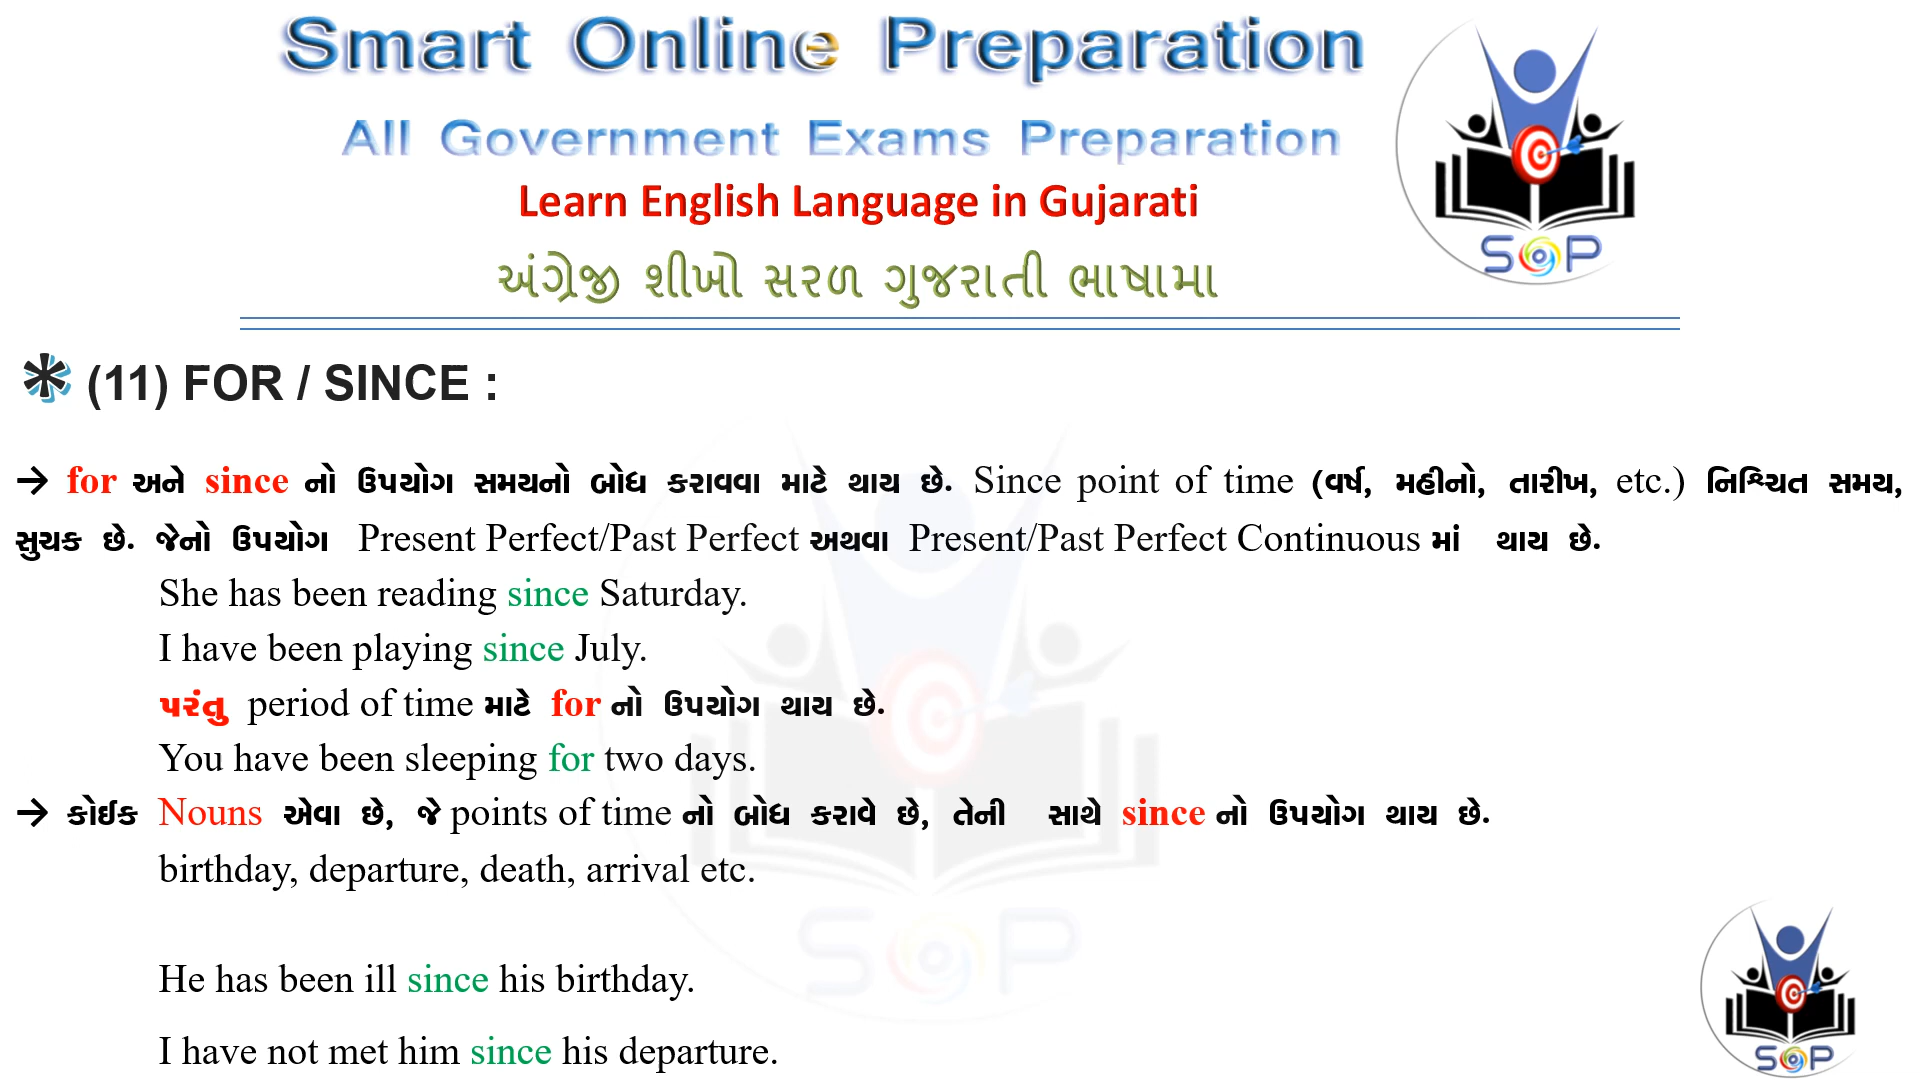 Smart Online Preparation
All Government Exams Preparation
Learn English Language in Gujarati
અંગ્રેજી શીખો સરળ ગુજરાતી ભાષામા
SOP
(11) FOR / SINCE :
→ for અને since નો ઉપયોગ સમયનો બોધ કરાવવા માટે થાય છે. Since point of time (વર્ષ, મહીનો, તારીખ, etc.) નિશ્ચિત સમય,
સુચક છે. જેનો ઉપયોગ Present Perfect/Past Perfect અથવા Present/Past Perfect Continuous માં થાય છે.
She has been reading since Saturday.
I have been playing since July.
પરંતુ period of time માટે for નો ઉપયોગ થાય છે.
You have been sleeping for two days.
→ કોઈક Nouns એવા છે, જે points of time નો બોધ કરાવે છે, તેની સાથે since નો ઉપયોગ થાય છે.
birthday, departure, death, arrival etc.
SOP
He has been ill since his birthday.
I have not met him since his departure.
SOP